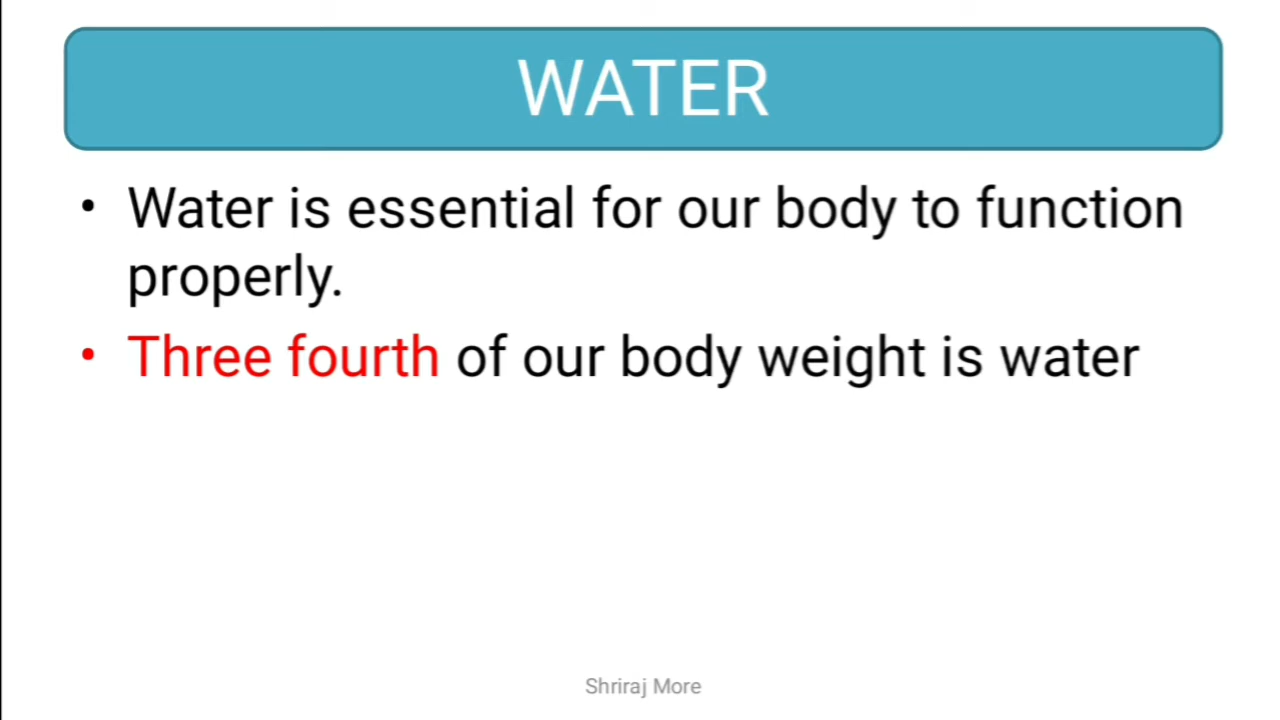 WATER
• Water is essential for our body to function
properly.
• Three fourth of our body weight is water
Shriraj More